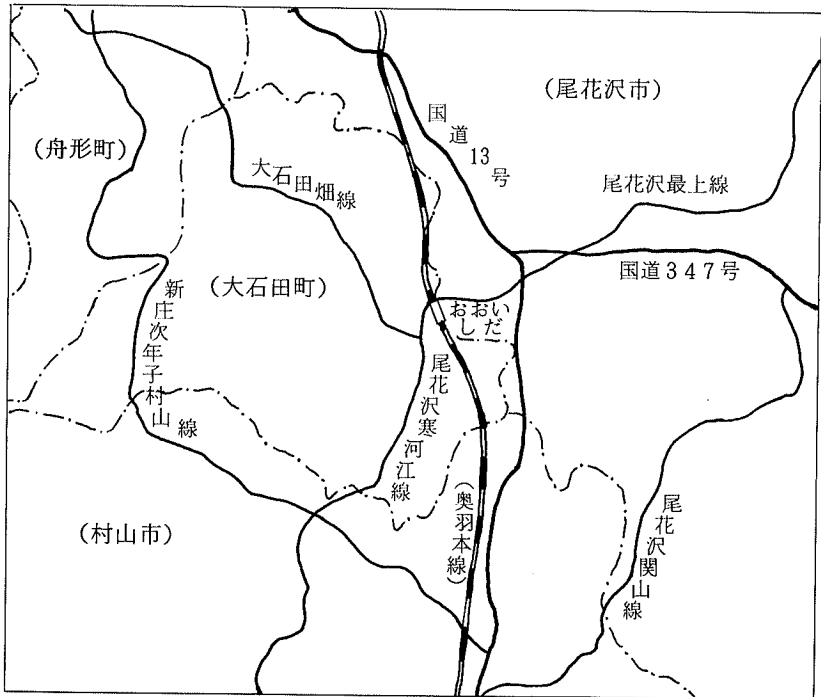 (尾花沢市)
国道13号
(舟形町)
大石田畑線
尾花沢最上線
国道347号
(大石田町)
おおいしだ
新庄次年子村山線
尾花沢寒河江線
(奥羽本線)
尾花沢関山線
(村山市)